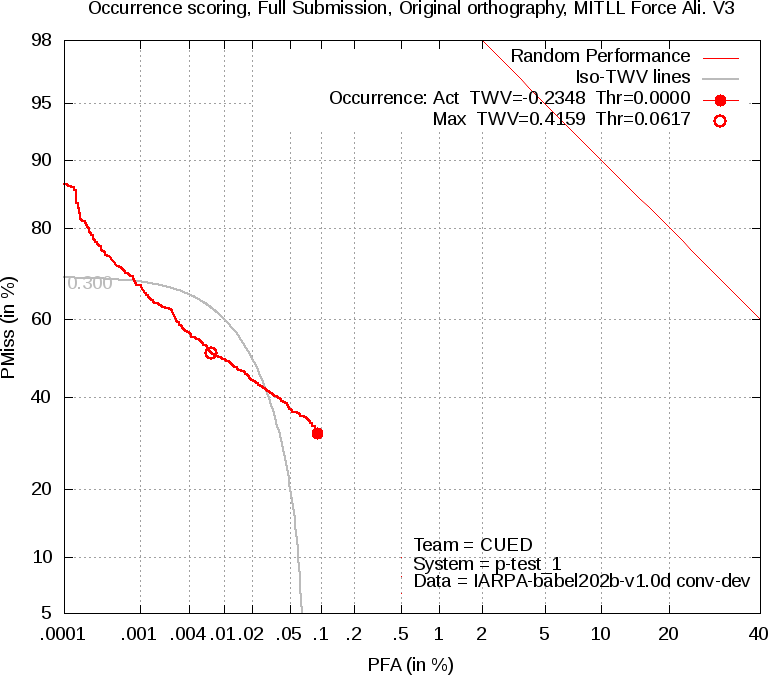 Occurrence scoring, Full Submission, Original orthography, MITLL Force Ali. V3
98
95
90
80
60
40
20
10
5
PMiss (in %)
Random Performance
Iso-TWV lines
Occurrence: Act TWV=-0.2348 Thr=0.0000
Max TWV=0.4159 Thr=0.0617
0.300
Team = CUED
System = p-test_1
Data = IARPA-babel202b-v1.0d conv-dev
.0001 .001 .004 .01 .02 .05 .1 .2 .5 1 2 5 10 20 40
PFA (in %)